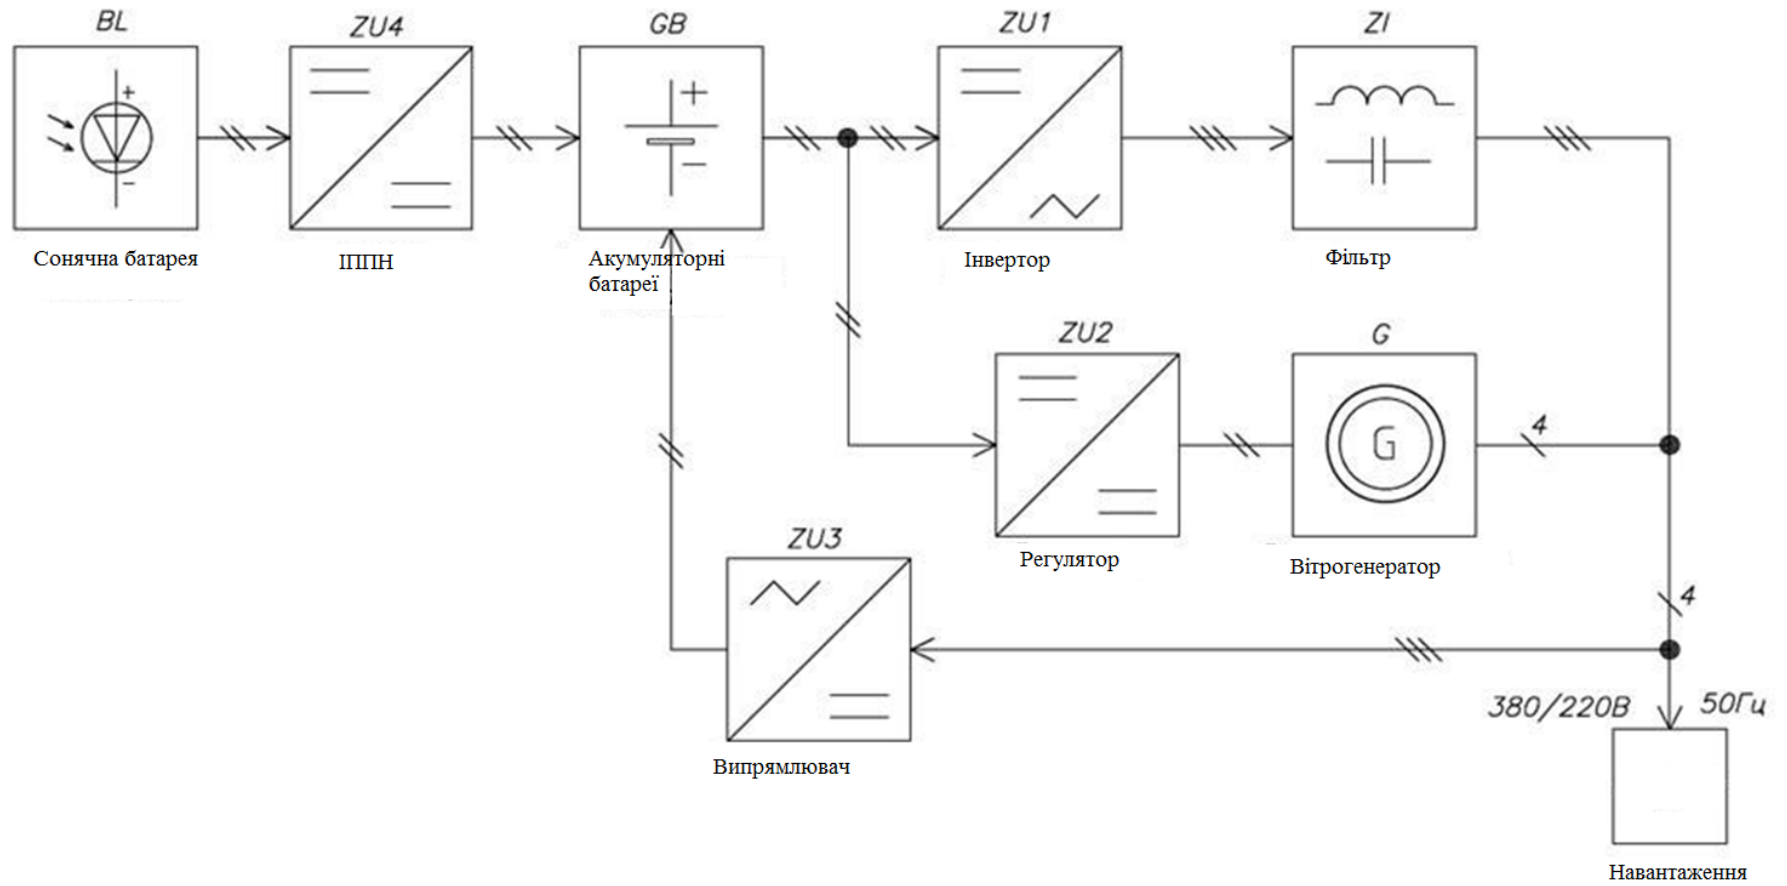 BL
ZU4
GB
ZU1
ZI
Сонячна батарея
ІППН
Акумуляторні
батареї
Інвертор
Фільтр
ZU2
G
G
4
Регулятор
Вітрогенератор
ZU3
4
380/220В
50Гц
Випрямлювач
Навантаження